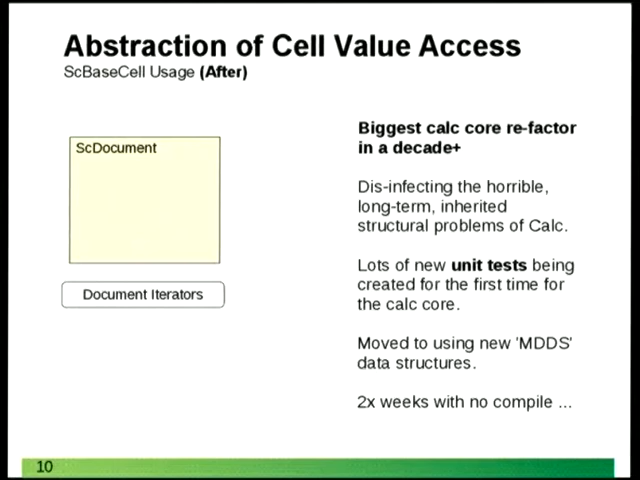 Abstraction of Cell Value Access
ScBaseCell Usage (After)
ScDocument
Document Iterators
Biggest calc core re-factor
in a decade+
Dis-infecting the horrible,
long-term, inherited
structural problems of Calc.
Lots of new unit tests being
created for the first time for
the calc core.
Moved to using new 'MDDS'
data structures.
2x weeks with no compile ...
10